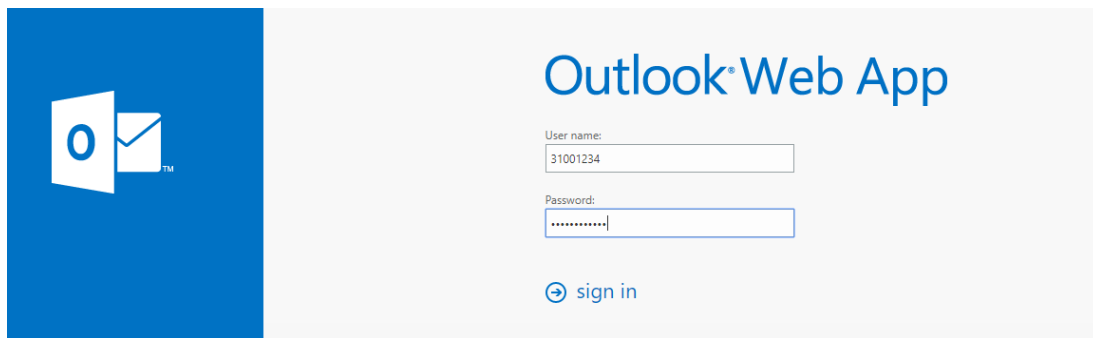 Outlook® Web App
O
TM
User name:
31001234
Password:
••••••••••••
sign in